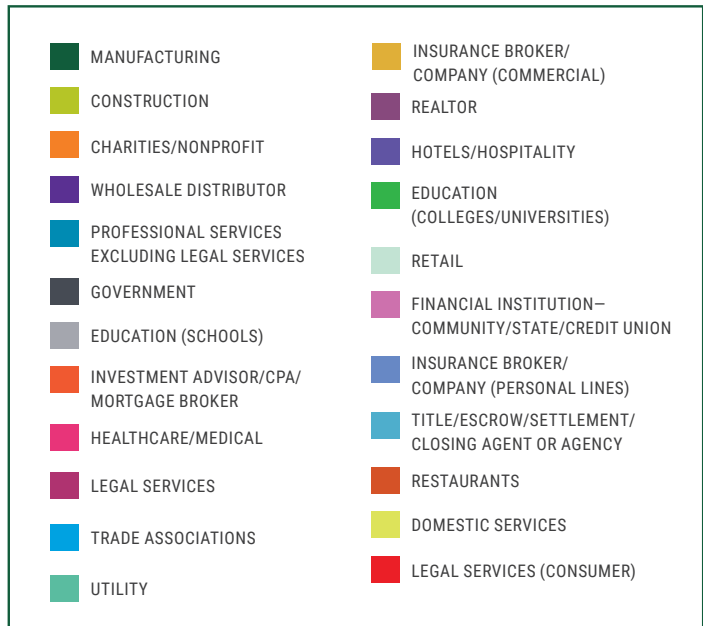 MANUFACTURING
CONSTRUCTION
CHARITIES/NONPROFIT
WHOLESALE DISTRIBUTOR
PROFESSIONAL SERVICES
EXCLUDING LEGAL SERVICES
GOVERNMENT
EDUCATION (SCHOOLS)
INVESTMENT ADVISOR/CPA/
MORTGAGE BROKER
HEALTHCARE/MEDICAL
LEGAL SERVICES
TRADE ASSOCIATIONS
UTILITY
INSURANCE BROKER/
COMPANY (COMMERCIAL)
REALTOR
HOTELS/HOSPITALITY
EDUCATION
(COLLEGES/UNIVERSITIES)
RETAIL
FINANCIAL INSTITUTION—
COMMUNITY/STATE/CREDIT UNION
INSURANCE BROKER/
COMPANY (PERSONAL LINES)
TITLE/ESCROW/SETTLEMENT/
CLOSING AGENT OR AGENCY
RESTAURANTS
DOMESTIC SERVICES
LEGAL SERVICES (CONSUMER)